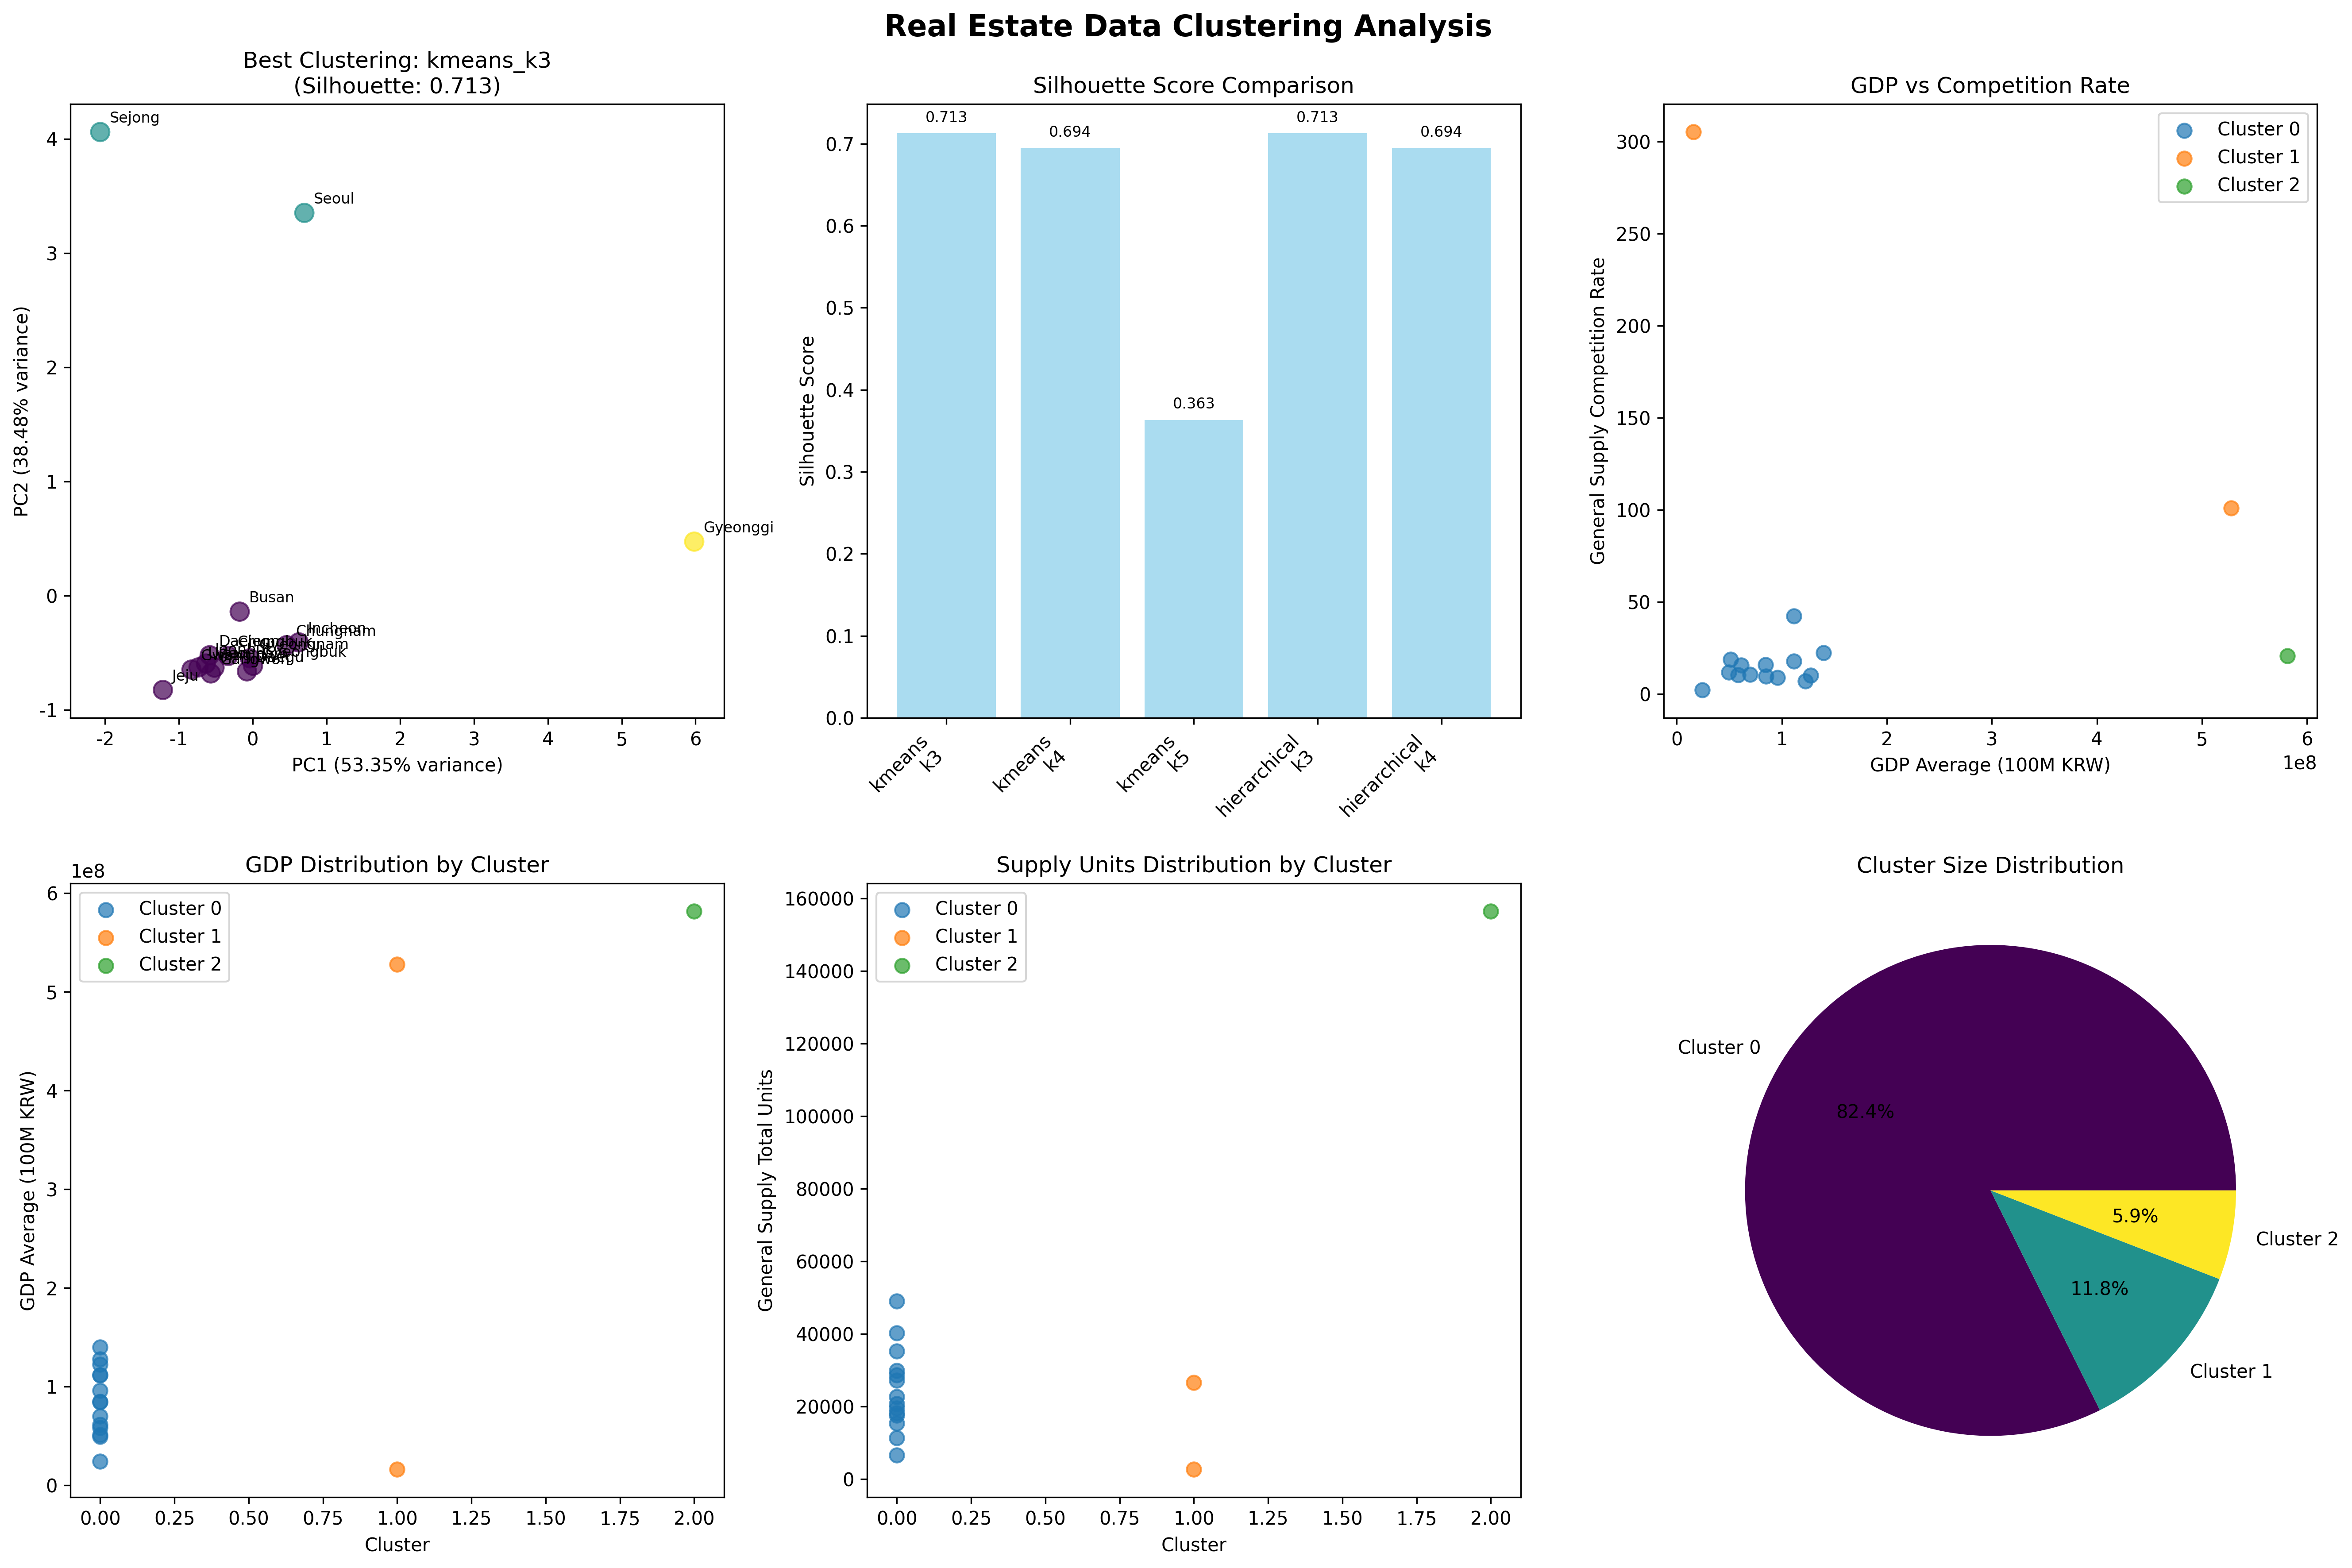 Real Estate Data Clustering Analysis
Best Clustering: kmeans_k3
(Silhouette: 0.713)
PC2 (38.48% variance)
4
3
2
1
0
-1
Sejong
Seoul
Gyeonggi
Busan
Incheon
Chungnam
Jeju
-2 -1 0 1 2 3 4 5 6
PC1 (53.35% variance)
Silhouette Score Comparison
Silhouette Score
0.7
0.6
0.5
0.4
0.3
0.2
0.1
0.0
0.713
0.694
0.363
0.713
0.694
kmeans
k3
kmeans
k4
kmeans
k5
hierarchical
k3
hierarchical
k4
GDP vs Competition Rate
General Supply Competition Rate
300
250
200
150
100
50
0
Cluster 0
Cluster 1
Cluster 2
0 1 2 3 4 5 6
1e8
GDP Average (100M KRW)
GDP Distribution by Cluster
1e8
GDP Average (100M KRW)
6
5
4
3
2
1
0
Cluster 0
Cluster 1
Cluster 2
0.00 0.25 0.50 0.75 1.00 1.25 1.50 1.75 2.00
Cluster
Supply Units Distribution by Cluster
General Supply Total Units
160000
140000
120000
100000
80000
60000
40000
20000
0
Cluster 0
Cluster 1
Cluster 2
0.00 0.25 0.50 0.75 1.00 1.25 1.50 1.75 2.00
Cluster
Cluster Size Distribution
Cluster 0
82.4%
5.9%
Cluster 2
11.8%
Cluster 1